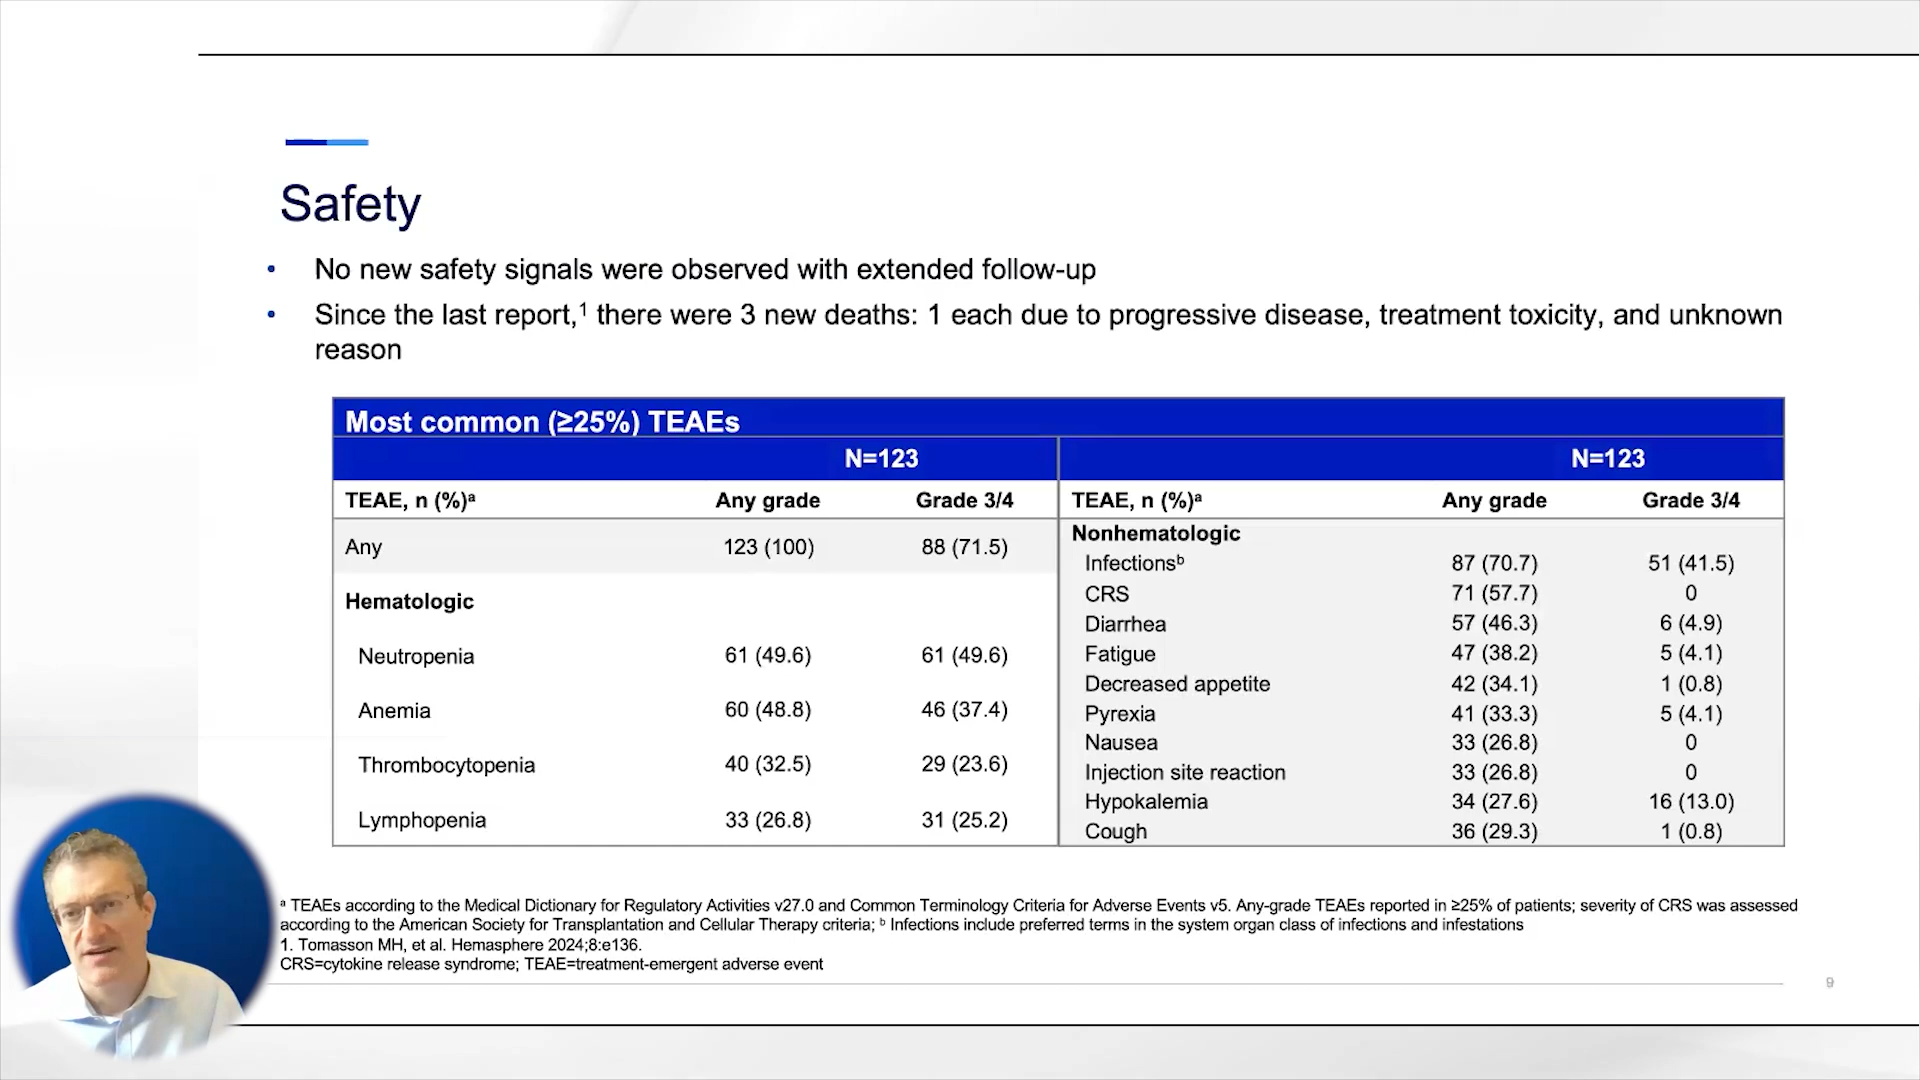 Safety
• No new safety signals were observed with extended follow-up
• Since the last report,¹ there were 3 new deaths: 1 each due to progressive disease, treatment toxicity, and unknown
reason
Most common (≥25%) TEAEs
N=123
TEAE, n (%)ᵃ Any grade Grade 3/4
Any 123 (100) 88 (71.5)
Hematologic
Neutropenia 61 (49.6) 61 (49.6)
Anemia 60 (48.8) 46 (37.4)
Thrombocytopenia 40 (32.5) 29 (23.6)
Lymphopenia 33 (26.8) 31 (25.2)
N=123
TEAE, n (%)ᵃ Any grade Grade 3/4
Nonhematologic
Infectionsᵇ 87 (70.7) 51 (41.5)
CRS 71 (57.7) 0
Diarrhea 57 (46.3) 6 (4.9)
Fatigue 47 (38.2) 5 (4.1)
Decreased appetite 42 (34.1) 1 (0.8)
Pyrexia 41 (33.3) 5 (4.1)
Nausea 33 (26.8) 0
Injection site reaction 33 (26.8) 0
Hypokalemia 34 (27.6) 16 (13.0)
Cough 36 (29.3) 1 (0.8)
ᵃ TEAEs according to the Medical Dictionary for Regulatory Activities v27.0 and Common Terminology Criteria for Adverse Events v5. Any-grade TEAEs reported in ≥25% of patients; severity of CRS was assessed
according to the American Society for Transplantation and Cellular Therapy criteria; ᵇ Infections include preferred terms in the system organ class of infections and infestations
1. Tomasson MH, et al. Hemasphere 2024;8:e136.
CRS=cytokine release syndrome; TEAE=treatment-emergent adverse event
9